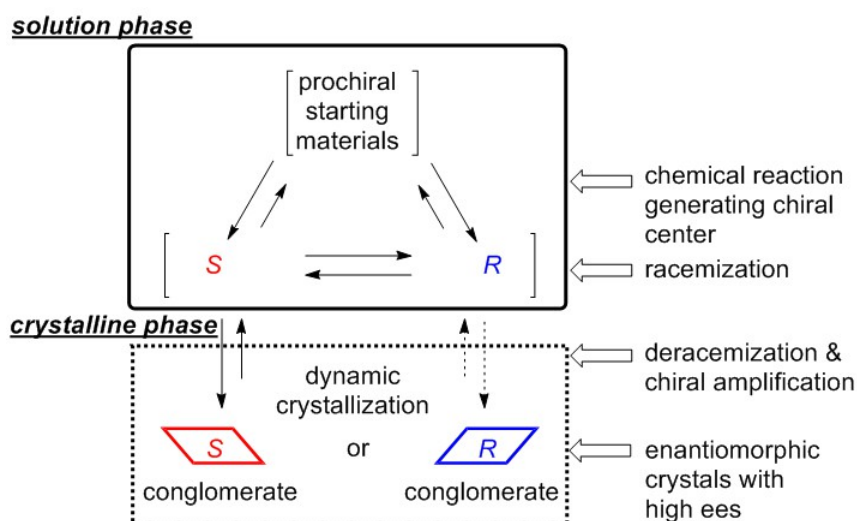 solution phase
prochiral
starting
materials
chemical reaction
generating chiral
center
S
R
racemization
crystalline phase
deracemization &
chiral amplification
dynamic
crystallization
S
or
R
enantiomorphic
crystals with
high ees
conglomerate
conglomerate